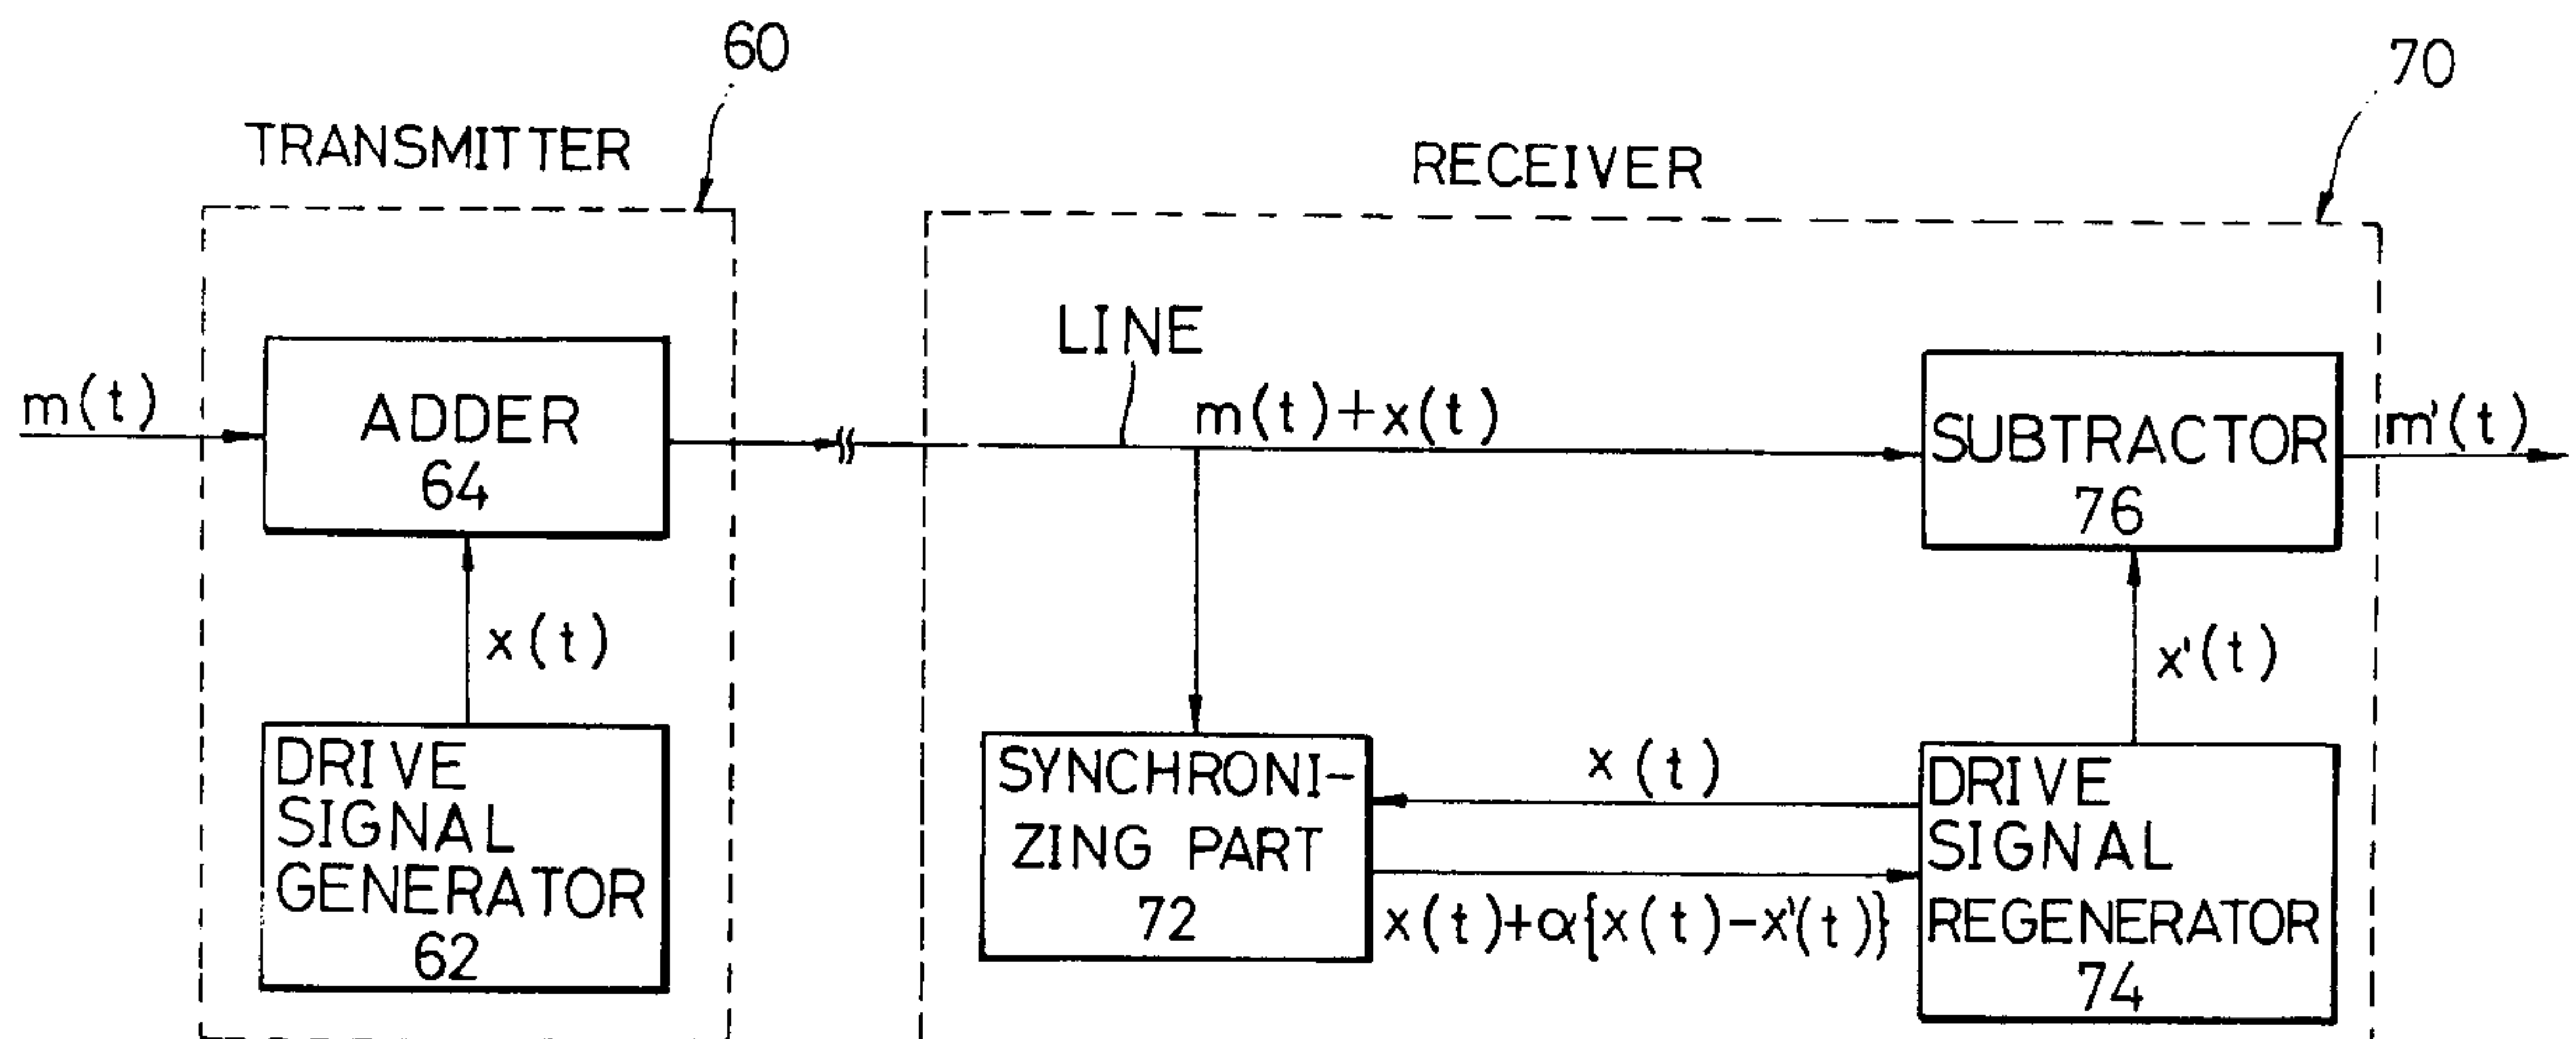 60
70
TRANSMITTER
RECEIVER
LINE
m(t)
ADDER
64
m(t)+x(t)
SUBTRACTOR
76
m'(t)
x(t)
x'(t)
DRIVE
SIGNAL
GENERATOR
62
SYNCHRONI-
ZING PART
72
x(t)
x(t)+α{x(t)-x'(t)}
DRIVE
SIGNAL
REGENERATOR
74